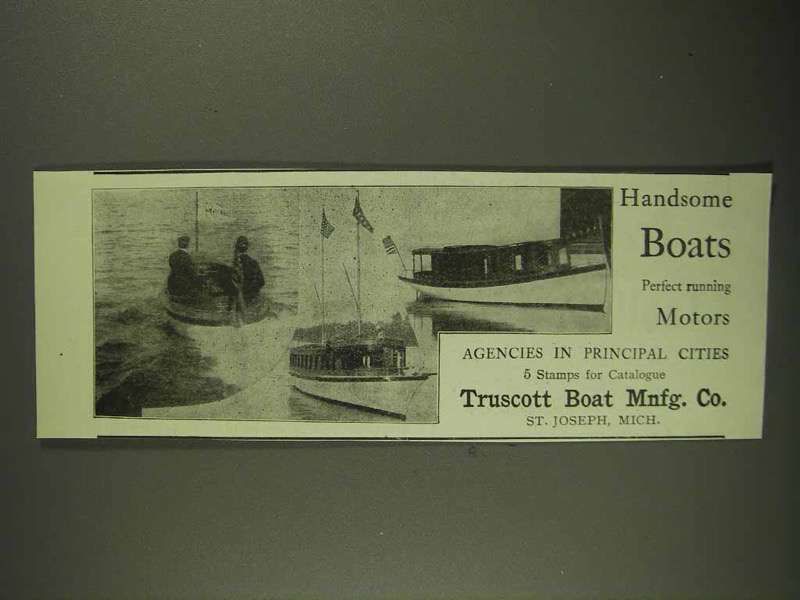 Handsome
Boats
Perfect running
Motors
AGENCIES IN PRINCIPAL CITIES
5 Stamps for Catalogue
Truscott Boat Mnfg. Co.
ST. JOSEPH, MICH.